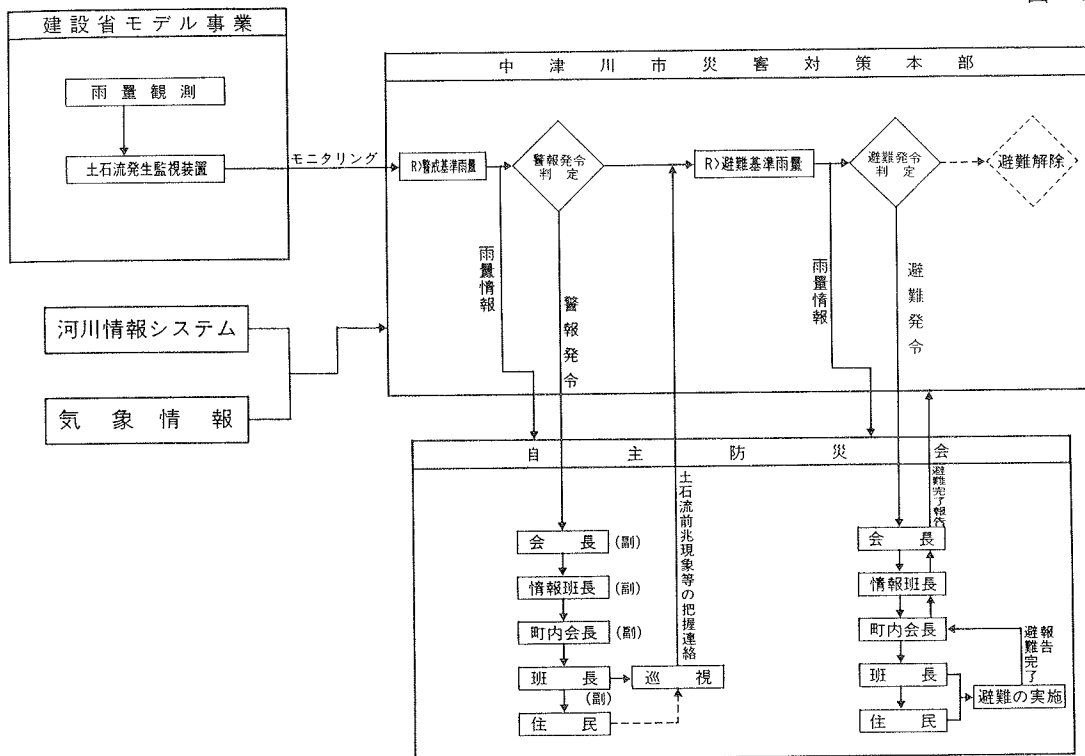 建設省モデル事業
雨量観測
土石流発生監視装置
モニタリング
河川情報システム
気象情報
中津川市災害対策本部
R>警戒基準雨量
警報発令
判定
R>避難基準雨量
避難発令
判定
避難解除
雨量情報
警報発令
雨量情報
避難発令
自主防災会
土石流前兆現象等の把握連絡
避難完了報告
会長 (副)
情報班長 (副)
町内会長 (副)
班長
(副)
住民
巡視
会長
情報班長
町内会長
班長
住民
避難の実施
避難完了
報告